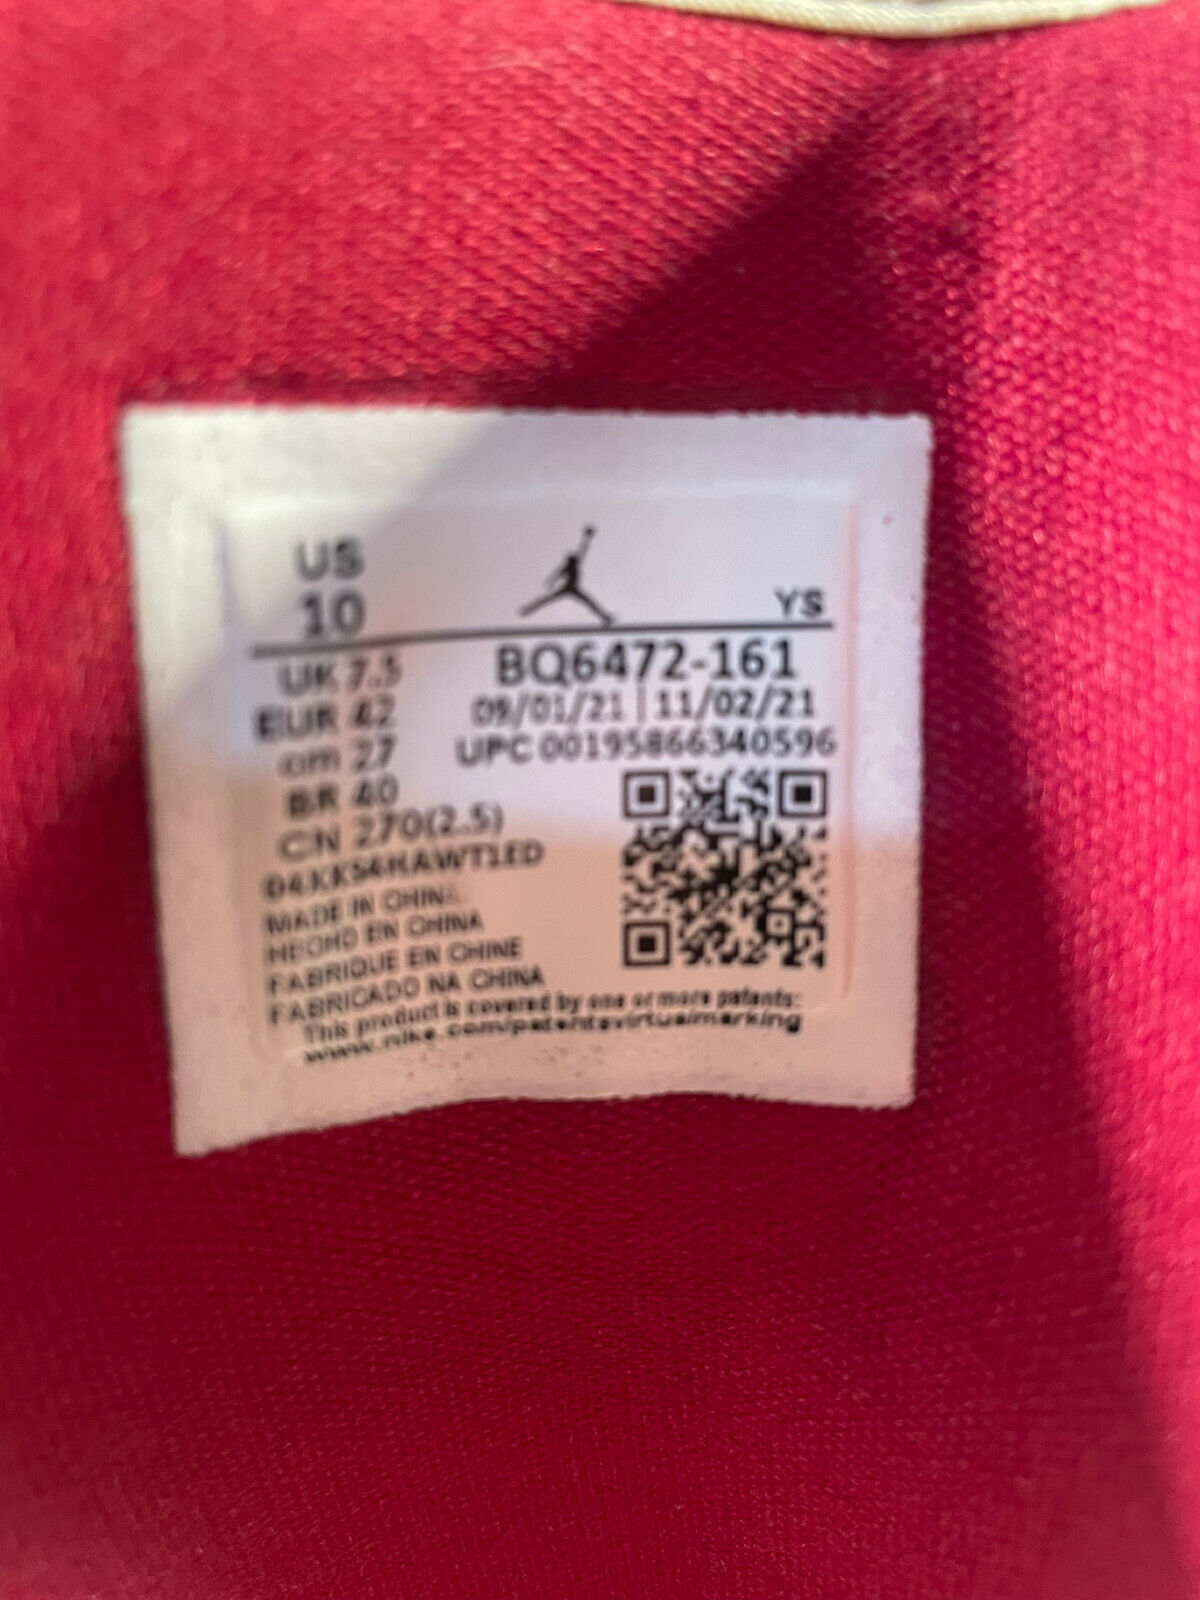 US
10
YS
UK 7.5
BQ6472-161
EUR 42
09/01/21 | 11/02/21
cm 27
UPC 00195866340596
BR 40
CN 270(2.5)
MADE IN CHINA
HECHO EN CHINA
FABRIQUE EN CHINE
FABRICADO NA CHINA
This product is covered by one or more patents:
www.nike.com/patentsvirtualmarking